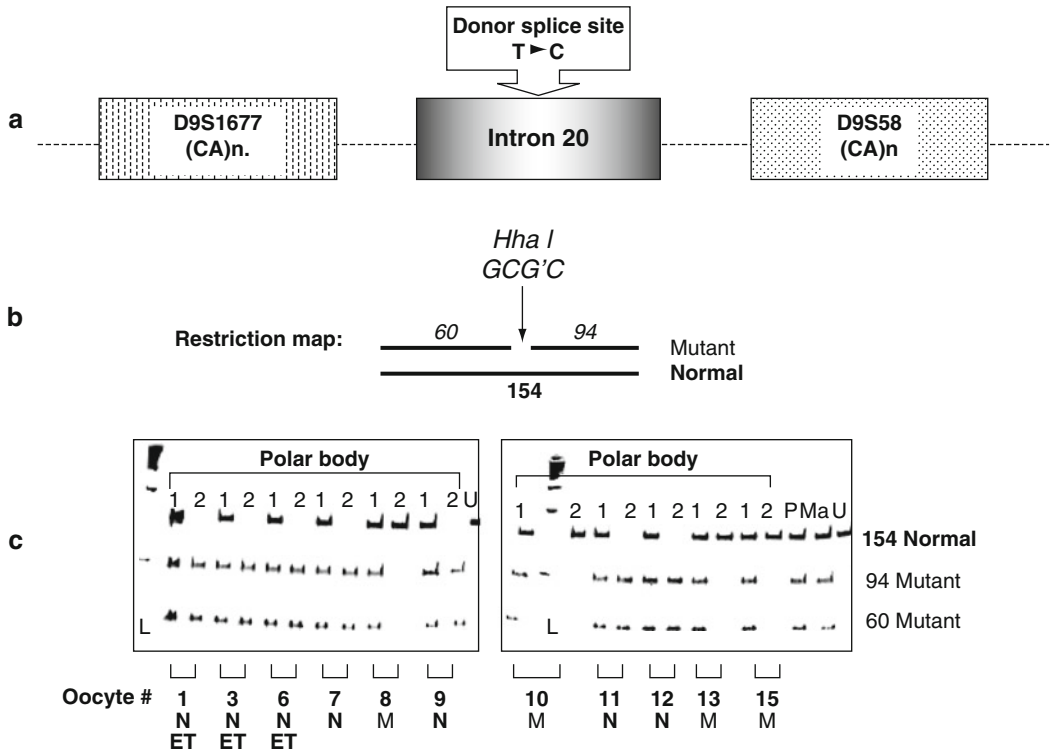 Donor splice site
T ► C
a
D9S1677
(CA)n.
Intron 20
D9S58
(CA)n
Hha I
GCG'C
b
Restriction map:
60
94
Mutant
Normal
154
c
Polar body
1 2 1 2 1 2 1 2 1 2 1 2 U
L
Polar body
1 2 1 2 1 2 1 2 1 2 P Ma U
L
154 Normal
94 Mutant
60 Mutant
Oocyte # 1 3 6 7 8 9 10 11 12 13 15
N N N N M N M N N M M
ET ET ET